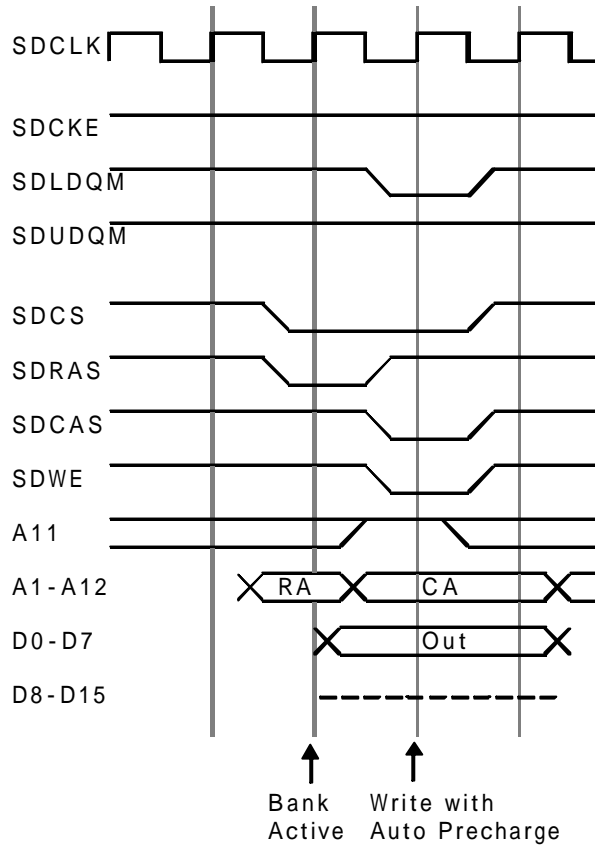 SDCLK
SDCKE
SDLDQM
SDUDQM
SDCS
SDRAS
SDCAS
SDWE
A11
A1-A12 RA CA
D0-D7 Out
D8-D15
Bank Write with
Active Auto Precharge